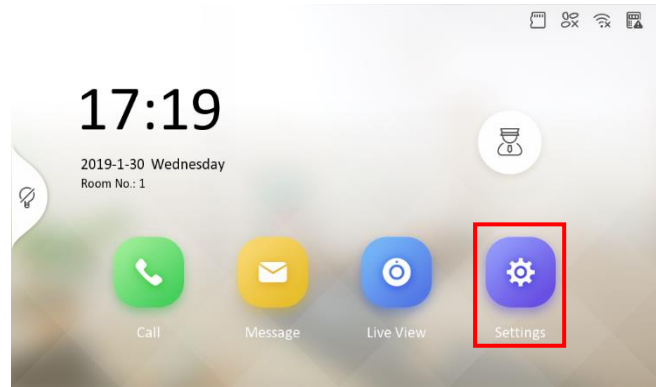 17:19
2019-1-30 Wednesday
Room No.: 1
Call
Message
Live View
Settings